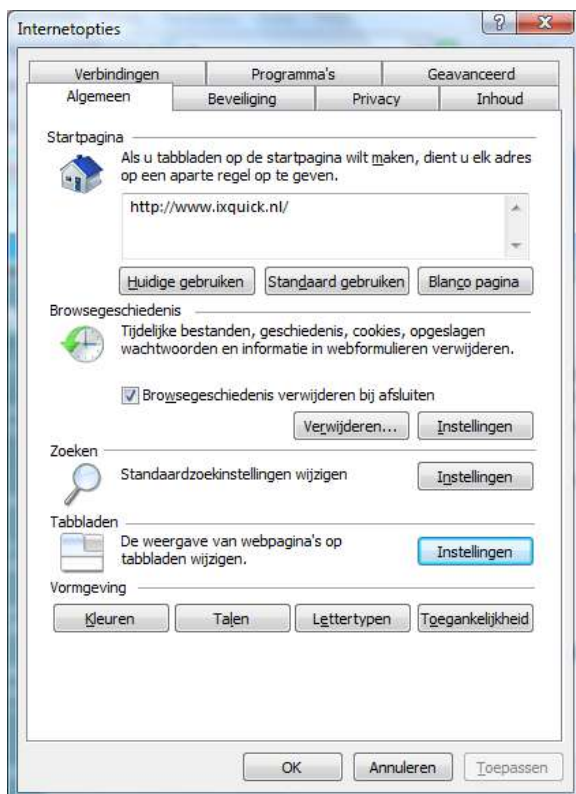 Internetopties
Verbindingen Programma's Geavanceerd
Algemeen Beveiliging Privacy Inhoud
Startpagina
Als u tabbladen op de startpagina wilt maken, dient u elk adres
op een aparte regel op te geven.
http://www.ixquick.nl/
Huidige gebruiken Standaard gebruiken Blanco pagina
Browsegeschiedenis
Tijdelijke bestanden, geschiedenis, cookies, opgeslagen
wachtwoorden en informatie in webformulieren verwijderen.
Browsegeschiedenis verwijderen bij afsluiten
Verwijderen... Instellingen
Zoeken
Standaardzoekinstellingen wijzigen Instellingen
Tabbladen
De weergave van webpagina's op
tabbladen wijzigen.
Instellingen
Vormgeving
Kleuren Talen Lettertypen Toegankelijkheid
OK Annuleren Toepassen